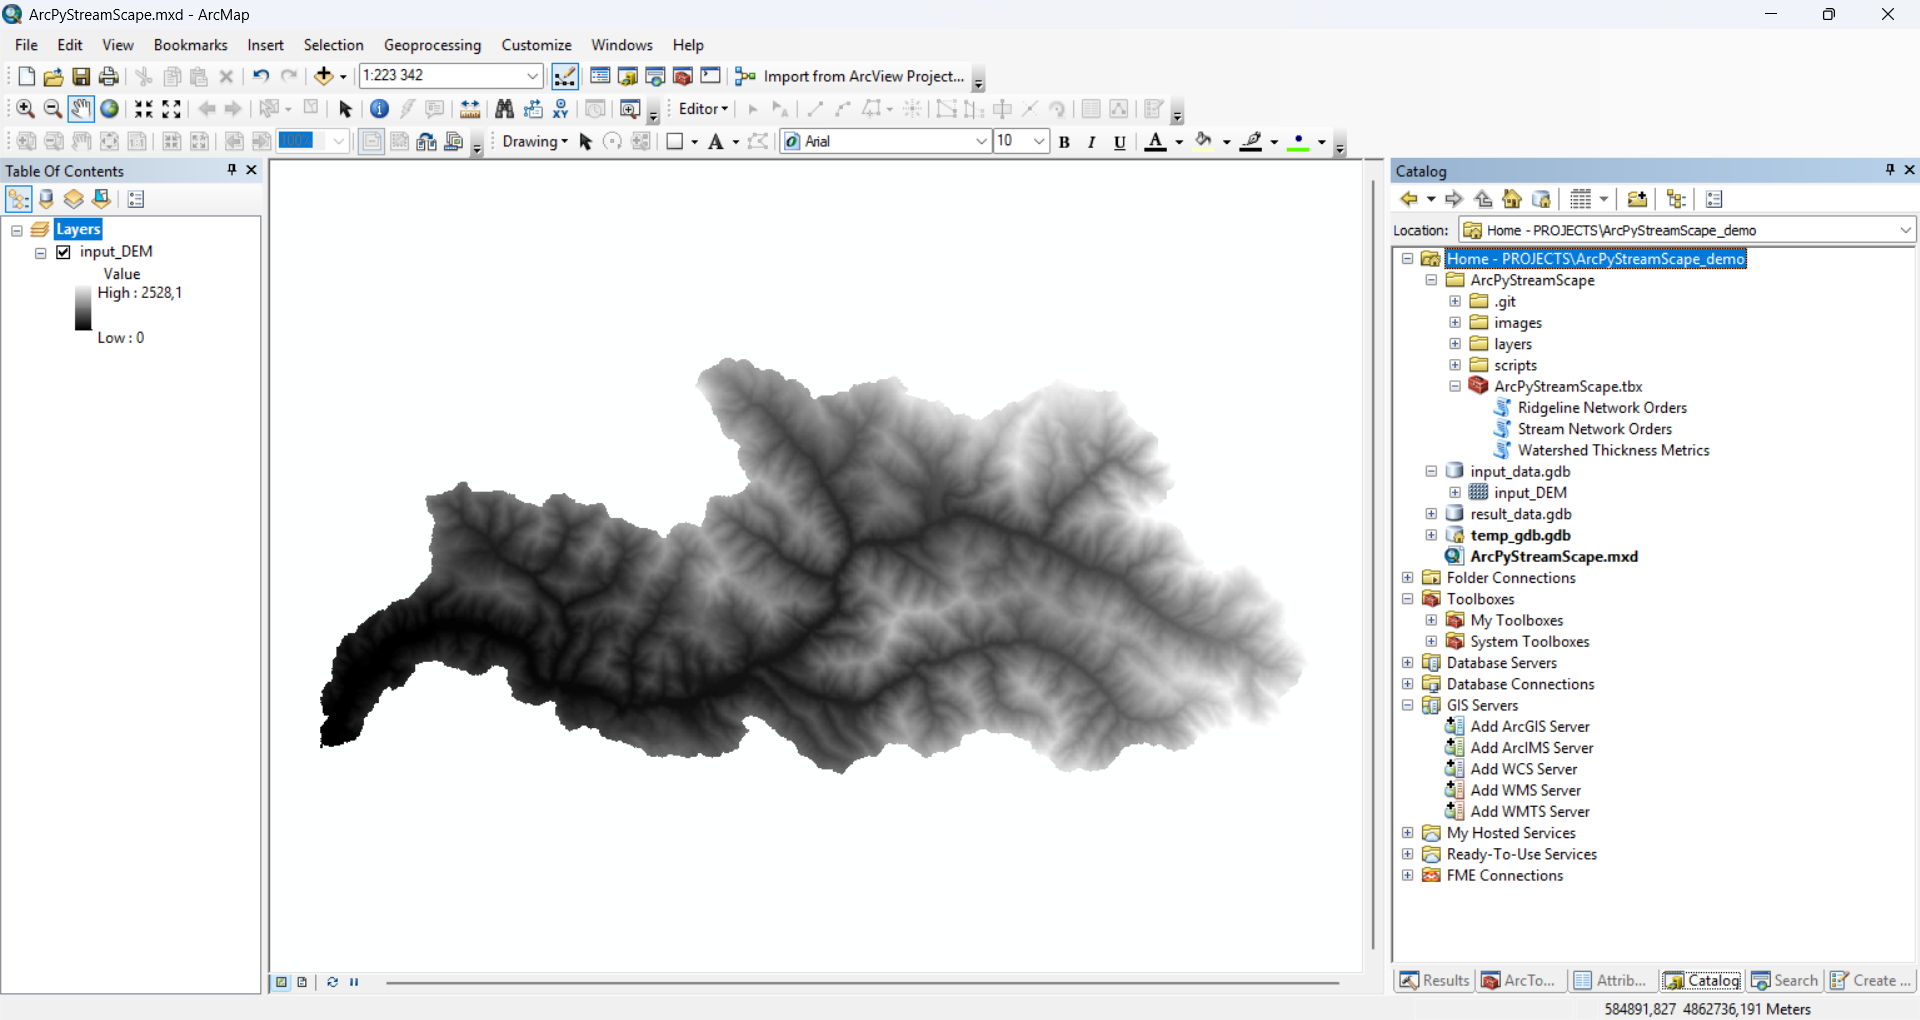 ArcPyStreamScape.mxd - ArcMap
File Edit View Bookmarks Insert Selection Geoprocessing Customize Windows Help
1:223 342 Import from ArcView Project...
Editor
100% Drawing A Arial 10 B I U A
Table Of Contents
Layers
input_DEM
Value
High : 2528,1
Low : 0
Catalog
Location: Home - PROJECTS\ArcPyStreamScape_demo
Home - PROJECTS\ArcPyStreamScape_demo
ArcPyStreamScape
.git
images
layers
scripts
ArcPyStreamScape.tbx
Ridgeline Network Orders
Stream Network Orders
Watershed Thickness Metrics
input_data.gdb
input_DEM
result_data.gdb
temp_gdb.gdb
ArcPyStreamScape.mxd
Folder Connections
Toolboxes
My Toolboxes
System Toolboxes
Database Servers
Database Connections
GIS Servers
Add ArcGIS Server
Add ArcIMS Server
Add WCS Server
Add WMS Server
Add WMTS Server
My Hosted Services
Ready-To-Use Services
FME Connections
Results ArcTo... Attrib... Catalog Search Create ...
584891,827 4862736,191 Meters